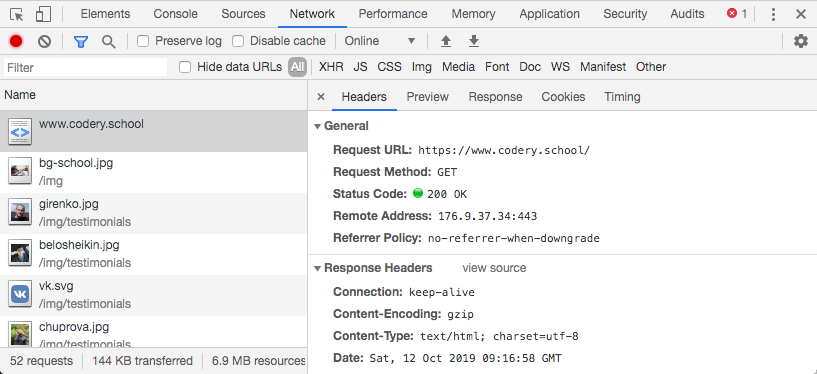 Elements Console Sources Network Performance Memory Application Security Audits 1
Preserve log Disable cache Online
Filter Hide data URLs All XHR JS CSS Img Media Font Doc WS Manifest Other
Name
www.codery.school
bg-school.jpg
/img
girenko.jpg
/img/testimonials
belosheikin.jpg
/img/testimonials
vk.svg
/img/testimonials
chuprova.jpg
/img/testimonials
52 requests 144 KB transferred 6.9 MB resources
Headers Preview Response Cookies Timing
General
Request URL: https://www.codery.school/
Request Method: GET
Status Code: 200 OK
Remote Address: 176.9.37.34:443
Referrer Policy: no-referrer-when-downgrade
Response Headers view source
Connection: keep-alive
Content-Encoding: gzip
Content-Type: text/html; charset=utf-8
Date: Sat, 12 Oct 2019 09:16:58 GMT